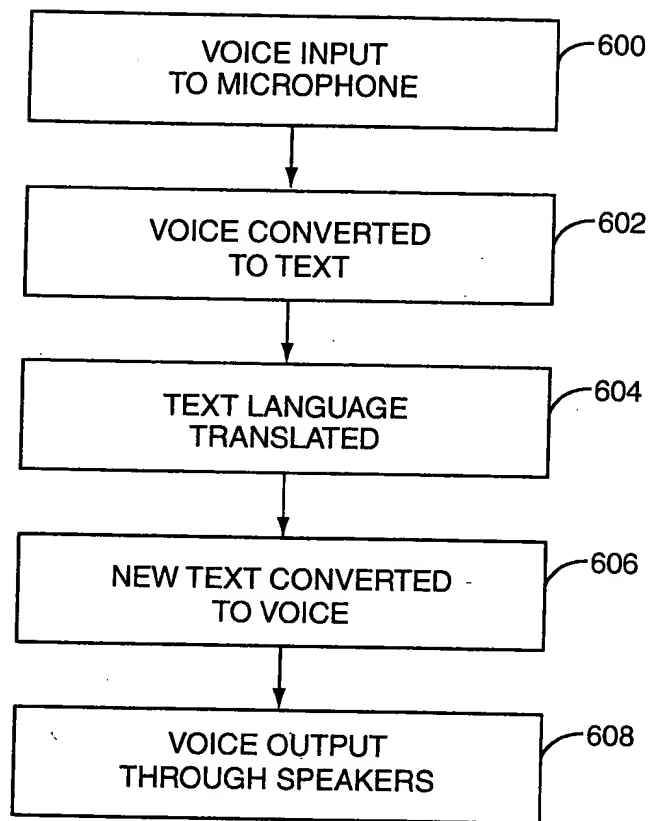 VOICE INPUT
TO MICROPHONE
600
VOICE CONVERTED
TO TEXT
602
TEXT LANGUAGE
TRANSLATED
604
NEW TEXT CONVERTED
TO VOICE
606
VOICE OUTPUT
THROUGH SPEAKERS
608